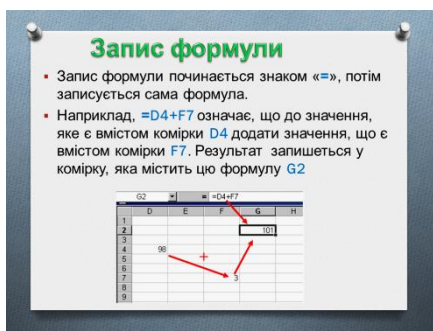 Запис формули
Запис формули починається знаком «=», потім
записується сама формула.
Наприклад, =D4+F7 означає, що до значення,
яке є вмістом комірки D4 додати значення, що є
вмістом комірки F7. Результат запишеться у
комірку, яка містить цю формулу G2
G2 = =D4+F7
D E F G H
1
2 101
3
4 98
5
6
7 3
8
9